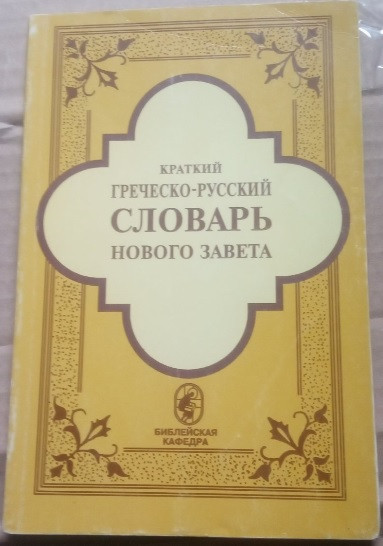 КРАТКИЙ
ГРЕЧЕСКО-РУССКИЙ
СЛОВАРЬ
НОВОГО ЗАВЕТА
БИБЛЕЙСКАЯ
КАФЕДРА